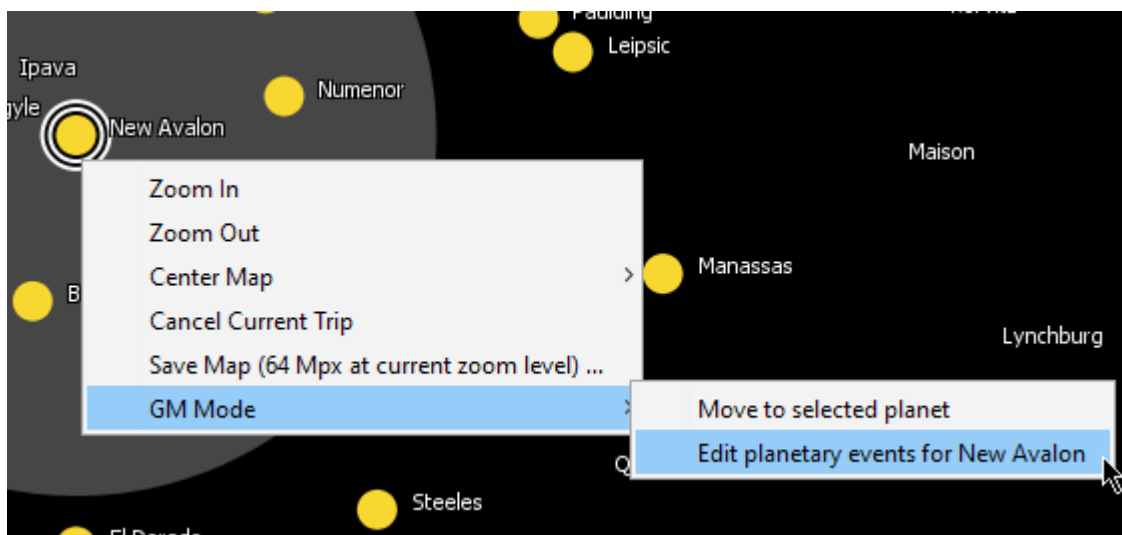 Paulding
Leipsic
Ipava
Numenor
New Avalon
Maison
Zoom In
Zoom Out
Center Map
Cancel Current Trip
Save Map (64 Mpx at current zoom level) ...
GM Mode
Manassas
B
Lynchburg
Move to selected planet
Edit planetary events for New Avalon
Q
Steeles
El Dorado